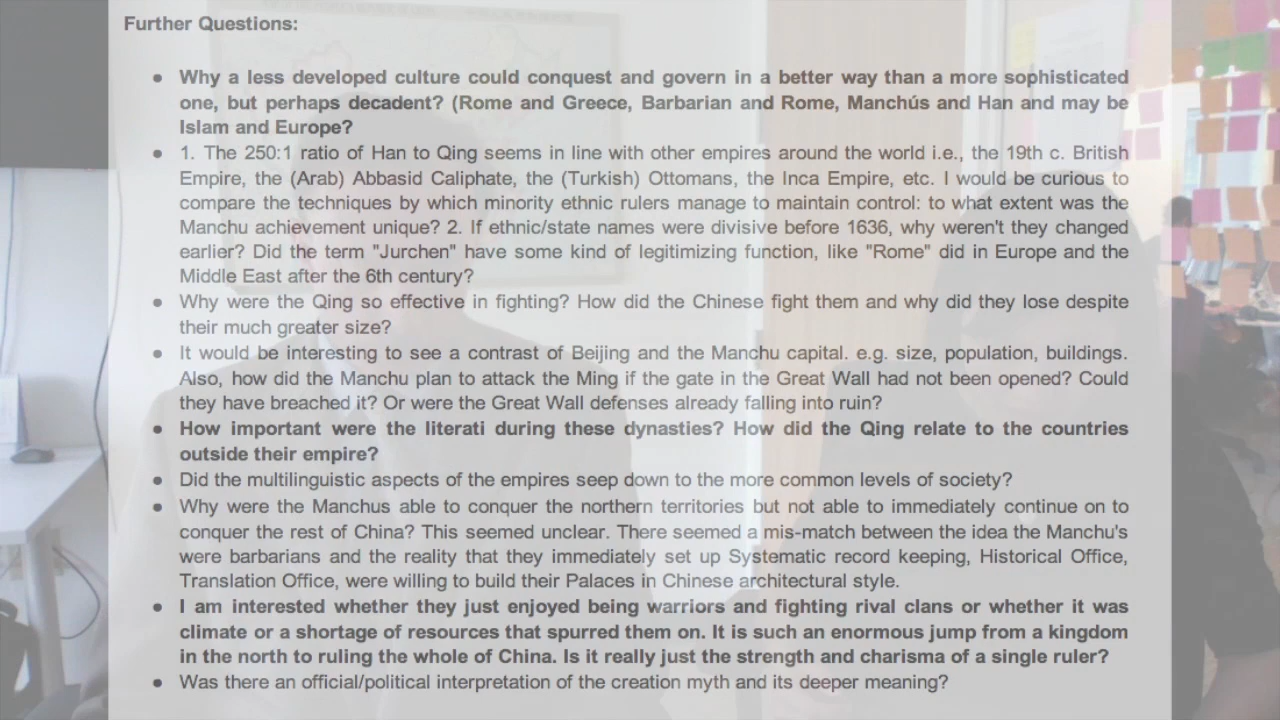 Further Questions:
● Why a less developed culture could conquest and govern in a better way than a more sophisticated
one, but perhaps decadent? (Rome and Greece, Barbarian and Rome, Manchús and Han and may be
Islam and Europe?
● 1. The 250:1 ratio of Han to Qing seems in line with other empires around the world i.e., the 19th c. British
Empire, the (Arab) Abbasid Caliphate, the (Turkish) Ottomans, the Inca Empire, etc. I would be curious to
compare the techniques by which minority ethnic rulers manage to maintain control: to what extent was the
Manchu achievement unique? 2. If ethnic/state names were divisive before 1636, why weren't they changed
earlier? Did the term "Jurchen" have some kind of legitimizing function, like "Rome" did in Europe and the
Middle East after the 6th century?
● Why were the Qing so effective in fighting? How did the Chinese fight them and why did they lose despite
their much greater size?
● It would be interesting to see a contrast of Beijing and the Manchu capital. e.g. size, population, buildings.
Also, how did the Manchu plan to attack the Ming if the gate in the Great Wall had not been opened? Could
they have breached it? Or were the Great Wall defenses already falling into ruin?
● How important were the literati during these dynasties? How did the Qing relate to the countries
outside their empire?
● Did the multilinguistic aspects of the empires seep down to the more common levels of society?
● Why were the Manchus able to conquer the northern territories but not able to immediately continue on to
conquer the rest of China? This seemed unclear. There seemed a mis-match between the idea the Manchu's
were barbarians and the reality that they immediately set up Systematic record keeping, Historical Office,
Translation Office, were willing to build their Palaces in Chinese architectural style.
● I am interested whether they just enjoyed being warriors and fighting rival clans or whether it was
climate or a shortage of resources that spurred them on. It is such an enormous jump from a kingdom
in the north to ruling the whole of China. Is it really just the strength and charisma of a single ruler?
● Was there an official/political interpretation of the creation myth and its deeper meaning?